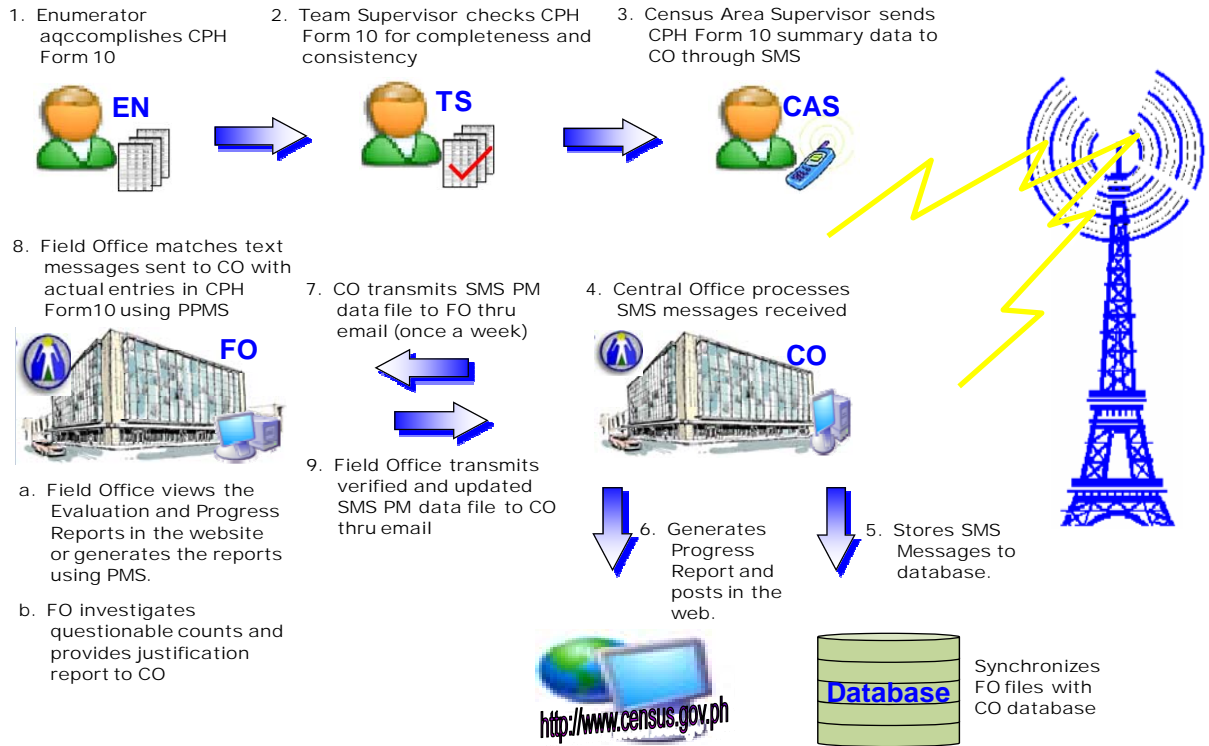 1. Enumerator
aqccomplishes CPH
Form 10
2. Team Supervisor checks CPH
Form 10 for completeness and
consistency
3. Census Area Supervisor sends
CPH Form 10 summary data to
CO through SMS
EN
TS
CAS
8. Field Office matches text
messages sent to CO with
actual entries in CPH
Form10 using PPMS
7. CO transmits SMS PM
data file to FO thru
email (once a week)
4. Central Office processes
SMS messages received
FO
CO
9. Field Office transmits
verified and updated
SMS PM data file to CO
thru email
a. Field Office views the
Evaluation and Progress
Reports in the website
or generates the reports
using PMS.
b. FO investigates
questionable counts and
provides justification
report to CO
6. Generates
Progress
Report and
posts in the
web.
5. Stores SMS
Messages to
database.
http://www.census.gov.ph
Database
Synchronizes
FO files with
CO database